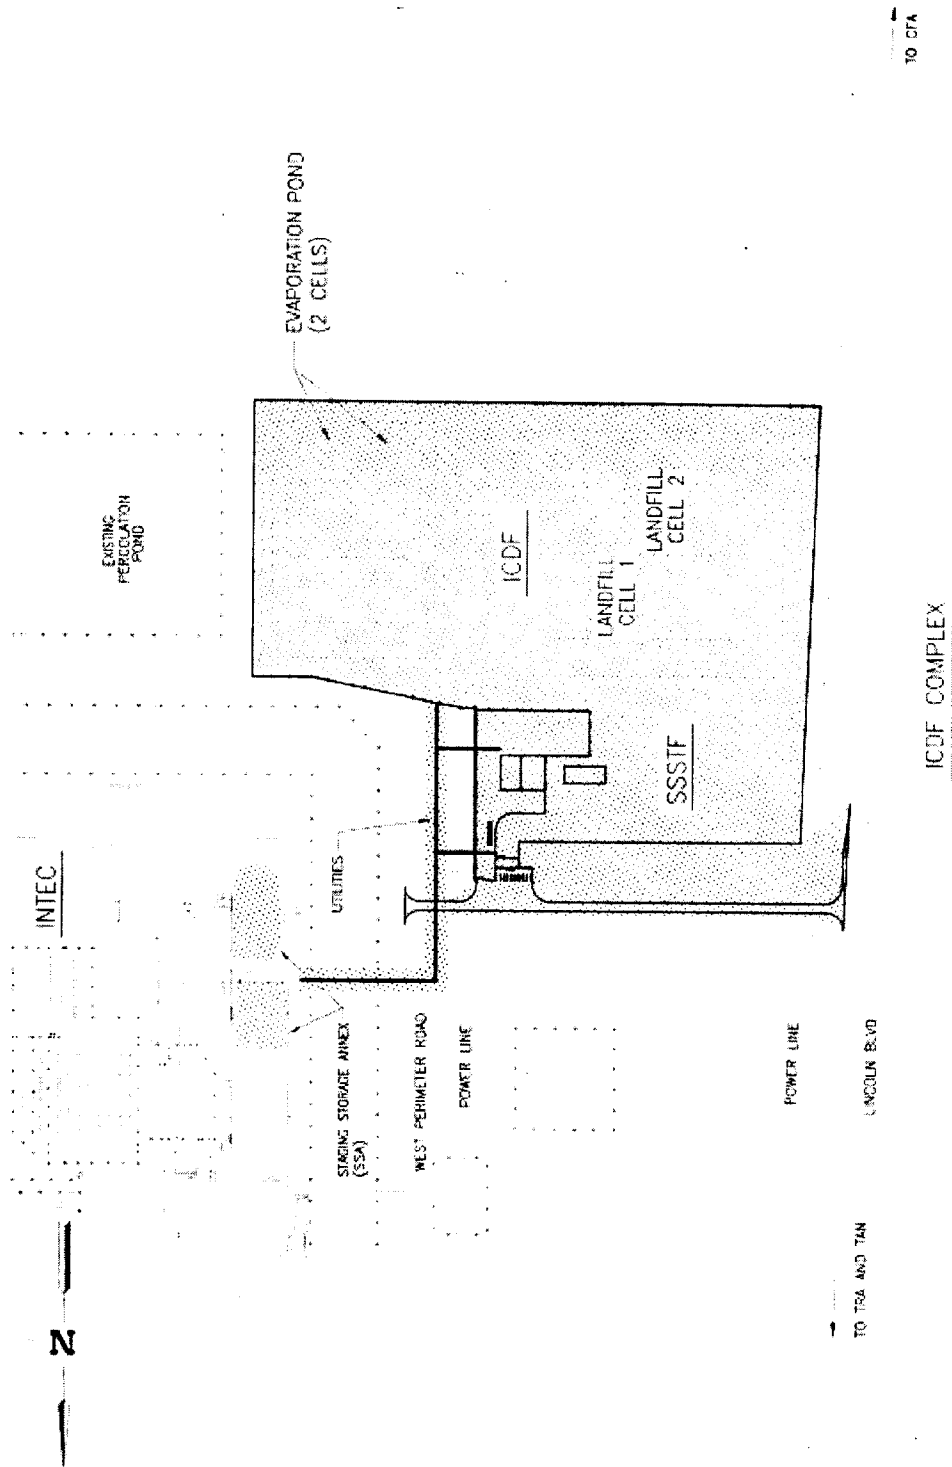 INTEC
EXISTING
PERCOLATION
POND
EVAPORATION POND
(2 CELLS)
UTILITIES
STAGING STORAGE ANNEX
(SSA)
WEST PERIMETER ROAD
POWER LINE
ICDF
LANDFILL
CELL 1
LANDFILL
CELL 2
SSSTF
POWER LINE
LINCOLN BLVD
TO TRA AND TAN
TO CFA
N
ICDF COMPLEX